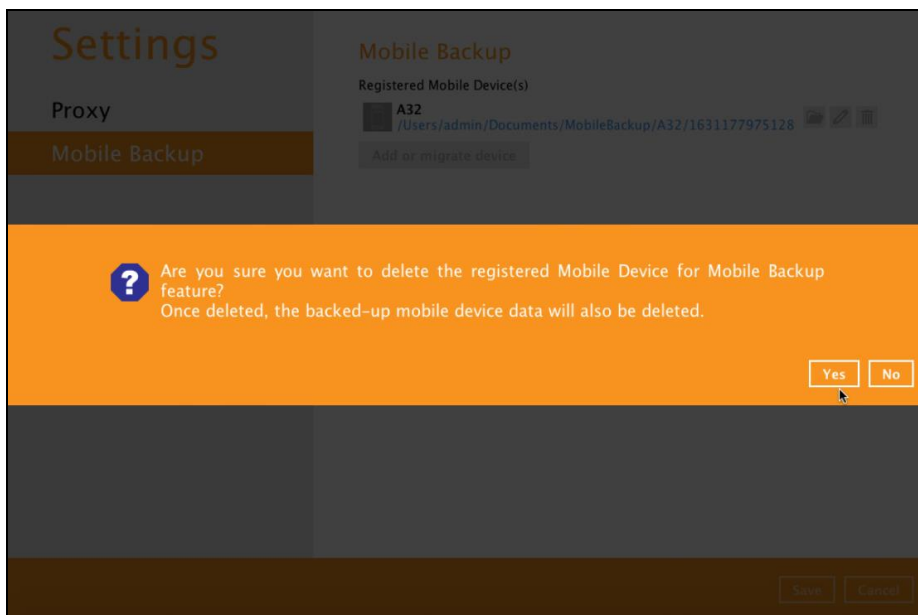 Settings
Proxy
Mobile Backup
Mobile Backup
Registered Mobile Device(s)
A32
/Users/admin/Documents/MobileBackup/A32/1631177975128
Add or migrate device
Are you sure you want to delete the registered Mobile Device for Mobile Backup
feature?
Once deleted, the backed-up mobile device data will also be deleted.
Yes No
Save Cancel